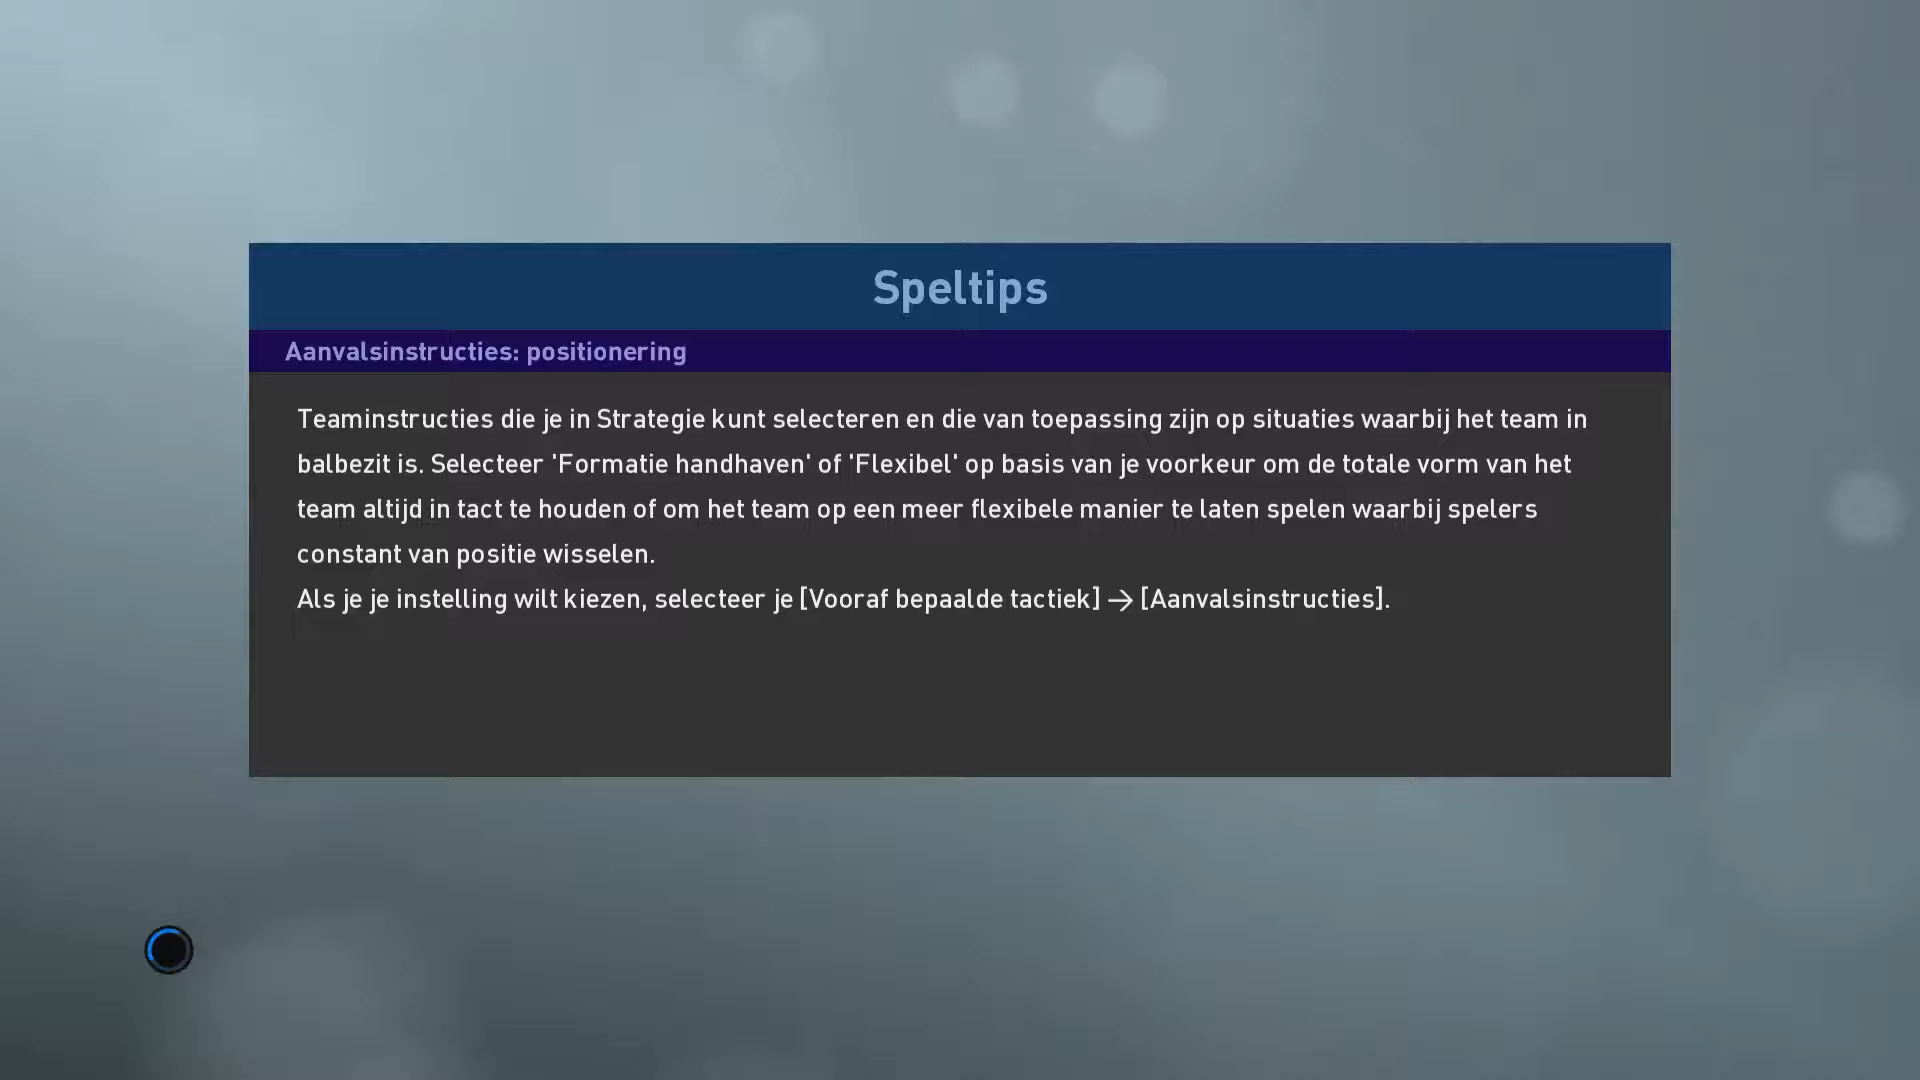 Speltips
Aanvalsinstructies: positionering
Teaminstructies die je in Strategie kunt selecteren en die van toepassing zijn op situaties waarbij het team in
balbezit is. Selecteer 'Formatie handhaven' of 'Flexibel' op basis van je voorkeur om de totale vorm van het
team altijd in tact te houden of om het team op een meer flexibele manier te laten spelen waarbij spelers
constant van positie wisselen.
Als je je instelling wilt kiezen, selecteer je [Vooraf bepaalde tactiek] → [Aanvalsinstructies].